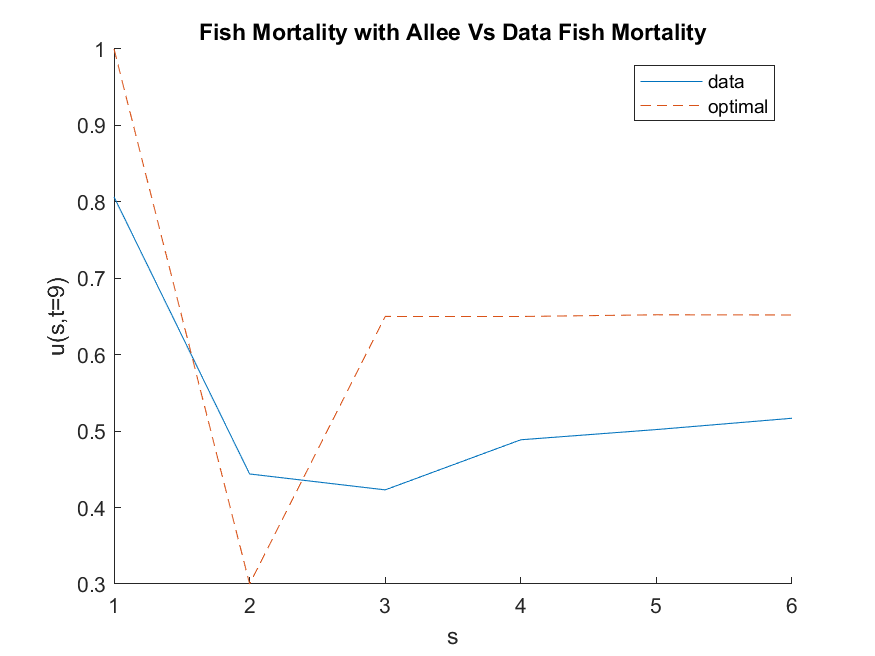 Fish Mortality with Allee Vs Data Fish Mortality
data
optimal
u(s,t=9)
1
0.9
0.8
0.7
0.6
0.5
0.4
0.3
1 2 3 4 5 6
s